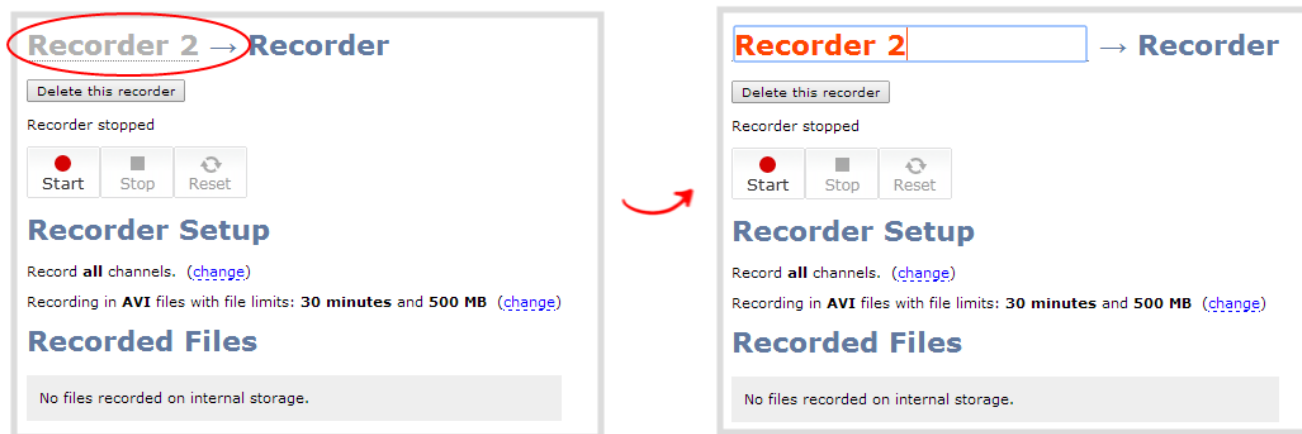 Recorder 2 → Recorder
Delete this recorder
Recorder stopped
Start Stop Reset
Recorder Setup
Record all channels. (change)
Recording in AVI files with file limits: 30 minutes and 500 MB (change)
Recorded Files
No files recorded on internal storage.
Recorder 2 → Recorder
Delete this recorder
Recorder stopped
Start Stop Reset
Recorder Setup
Record all channels. (change)
Recording in AVI files with file limits: 30 minutes and 500 MB (change)
Recorded Files
No files recorded on internal storage.